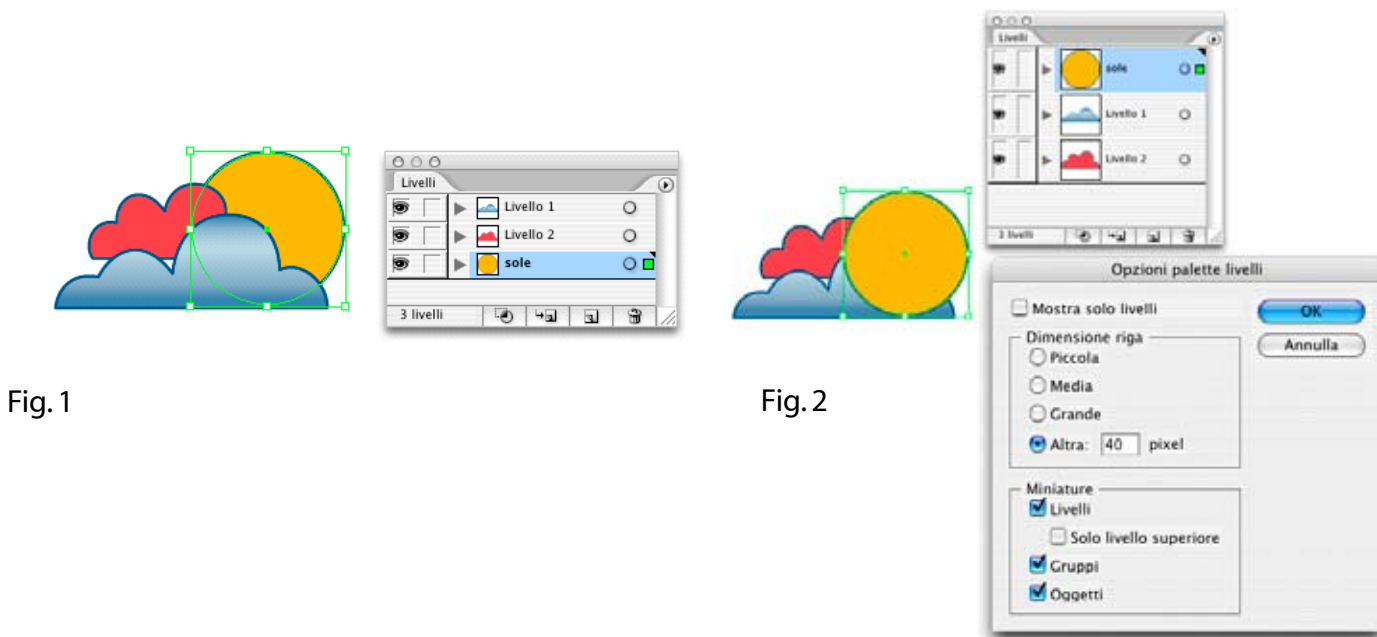 Livelli
Livello 1
Livello 2
sole
3 livelli
Fig. 1
Livelli
sole
Livello 1
Livello 2
3 livelli
Fig. 2
Opzioni palette livelli
Mostra solo livelli
OK
Annulla
Dimensione riga
Piccola
Media
Grande
Altra: 40 pixel
Miniature
Livelli
Solo livello superiore
Gruppi
Oggetti